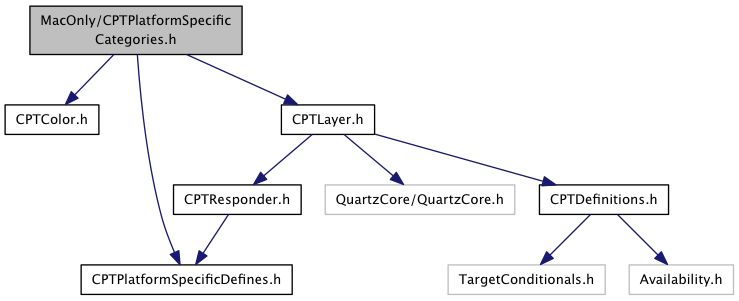 MacOnly/CPTPlatformSpecific
Categories.h
CPTColor.h
CPTLayer.h
CPTResponder.h
QuartzCore/QuartzCore.h
CPTDefinitions.h
CPTPlatformSpecificDefines.h
TargetConditionals.h
Availability.h